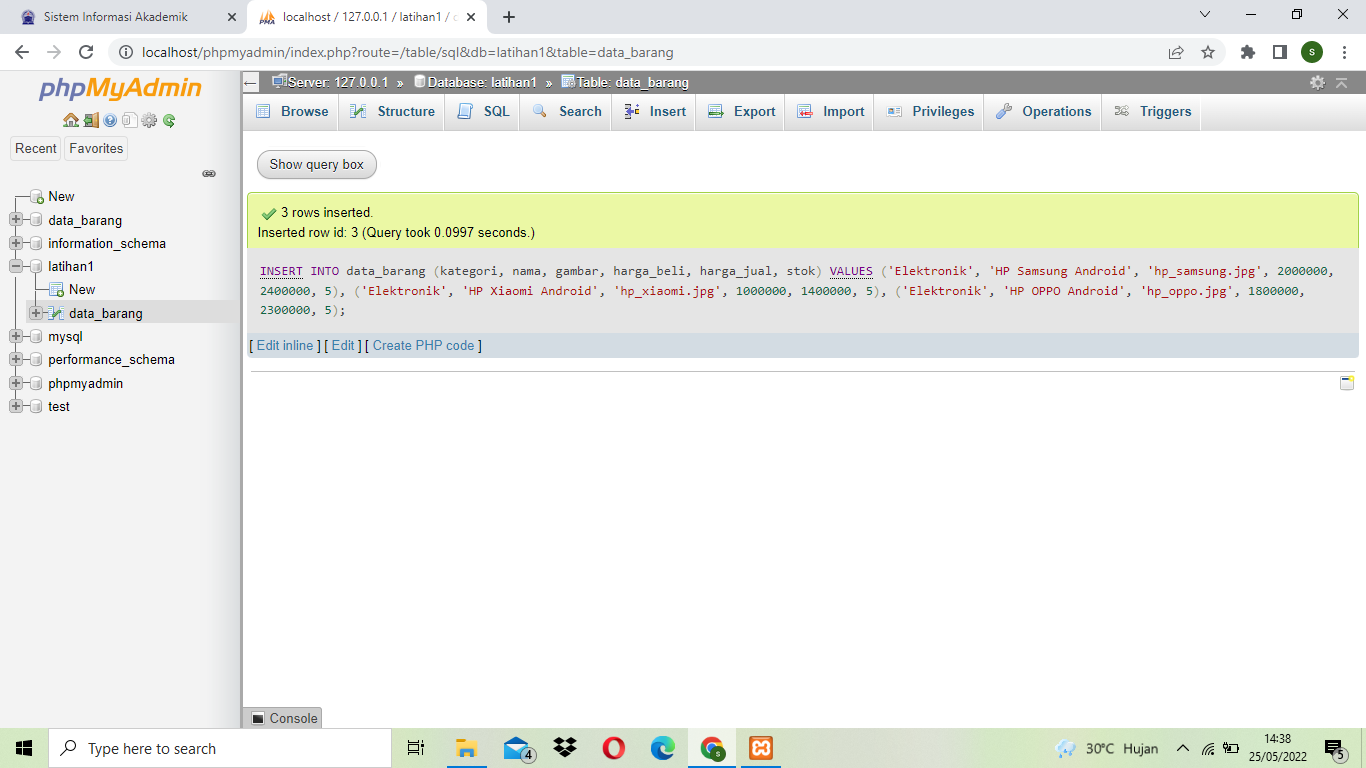 Sistem Informasi Akademik
localhost / 127.0.0.1 / latihan1 / d
localhost/phpmyadmin/index.php?route=/table/sql&db=latihan1&table=data_barang
S
phpMyAdmin
Recent
Favorites
New
data_barang
information_schema
latihan1
New
data_barang
mysql
performance_schema
phpmyadmin
test
Server: 127.0.0.1 » Database: latihan1 » Table: data_barang
Browse Structure SQL Search Insert Export Import Privileges Operations Triggers
Show query box
3 rows inserted.
Inserted row id: 3 (Query took 0.0997 seconds.)
INSERT INTO data_barang (kategori, nama, gambar, harga_beli, harga_jual, stok) VALUES ('Elektronik', 'HP Samsung Android', 'hp_samsung.jpg', 2000000,
2400000, 5), ('Elektronik', 'HP Xiaomi Android', 'hp_xiaomi.jpg', 1000000, 1400000, 5), ('Elektronik', 'HP OPPO Android', 'hp_oppo.jpg', 1800000,
2300000, 5);
[ Edit inline ] [ Edit ] [ Create PHP code ]
Console
Type here to search
4
S
30°C Hujan
14:38
25/05/2022
5